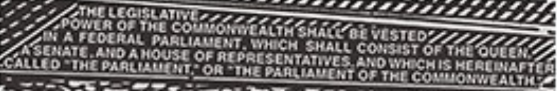 THE LEGISLATIVE
POWER OF THE COMMONWEALTH SHALL BE VESTED
IN A FEDERAL PARLIAMENT, WHICH SHALL CONSIST OF THE QUEEN,
A SENATE, AND A HOUSE OF REPRESENTATIVES, AND WHICH IS HEREINAFTER
CALLED "THE PARLIAMENT," OR "THE PARLIAMENT OF THE COMMONWEALTH."